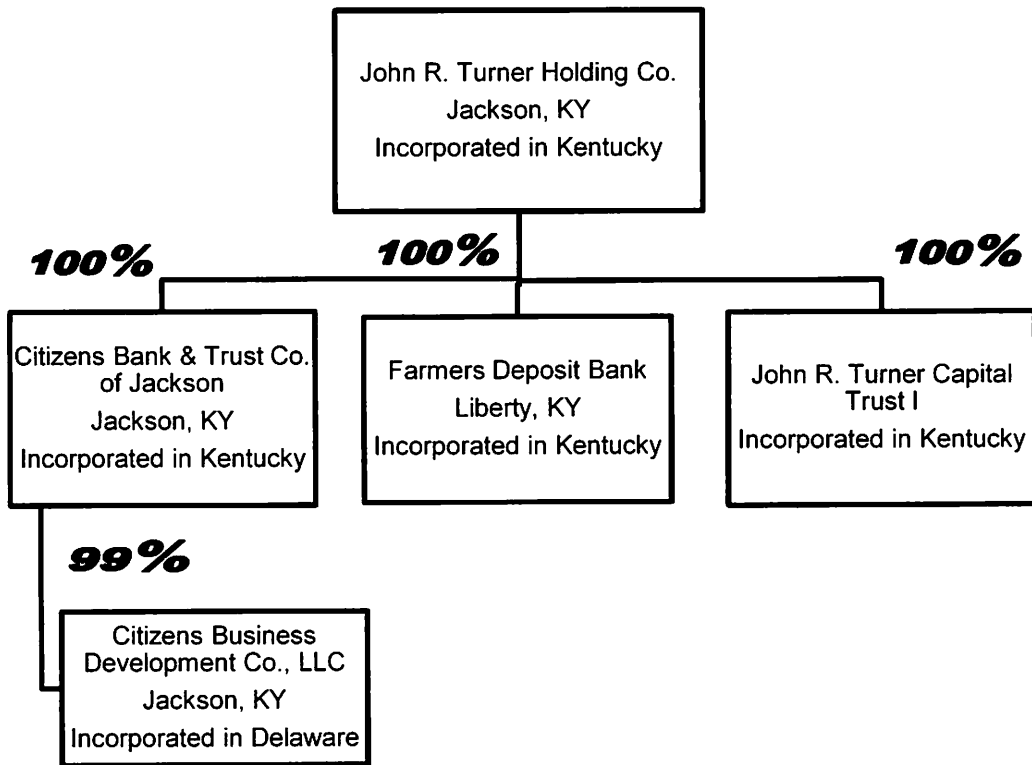 John R. Turner Holding Co.
Jackson, KY
Incorporated in Kentucky
100%
100%
100%
Citizens Bank & Trust Co.
of Jackson
Jackson, KY
Incorporated in Kentucky
Farmers Deposit Bank
Liberty, KY
Incorporated in Kentucky
John R. Turner Capital
Trust I
Incorporated in Kentucky
99%
Citizens Business
Development Co., LLC
Jackson, KY
Incorporated in Delaware